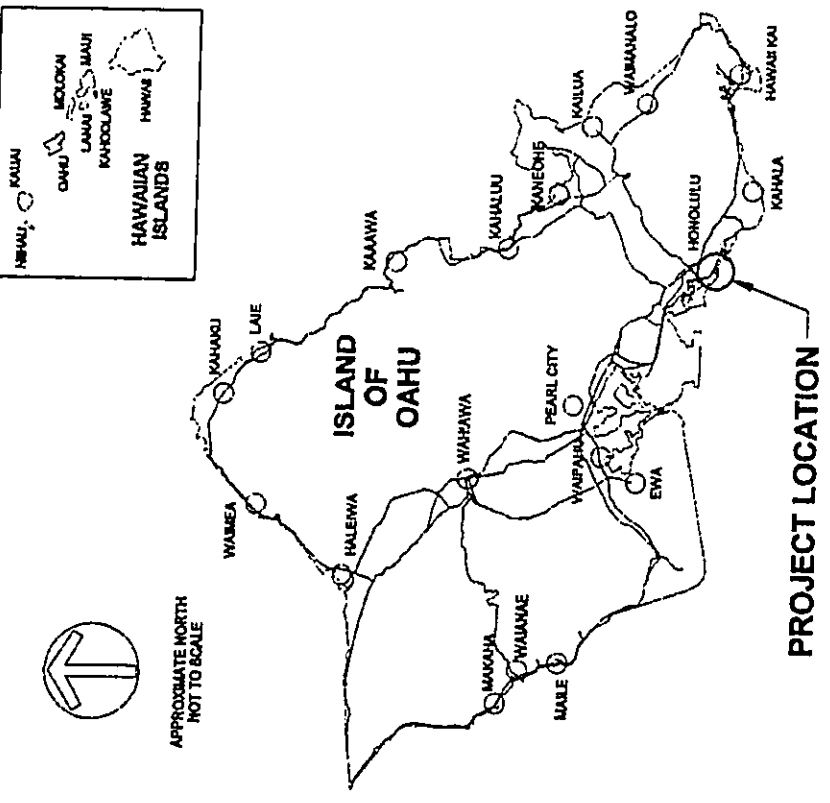 NIIHAU
KAUAI
OAHU
MOLOKAI
LANAI
MAUI
KAHOOLAWE
HAWAII
HAWAIIAN
ISLANDS
APPROXIMATE NORTH
NOT TO SCALE
KAHAKU
LAIE
WAIMEA
HALEIWA
KAAAWA
ISLAND
OF
OAHU
KAHALUU
KANEOHE
KAILUA
WAIMANALO
WAHIAWA
MAKAHA
WAIANAE
MAILE
PEARL CITY
WAIPAHU
EWA
HONOLULU
KAHALA
HAWAII KAI
PROJECT LOCATION